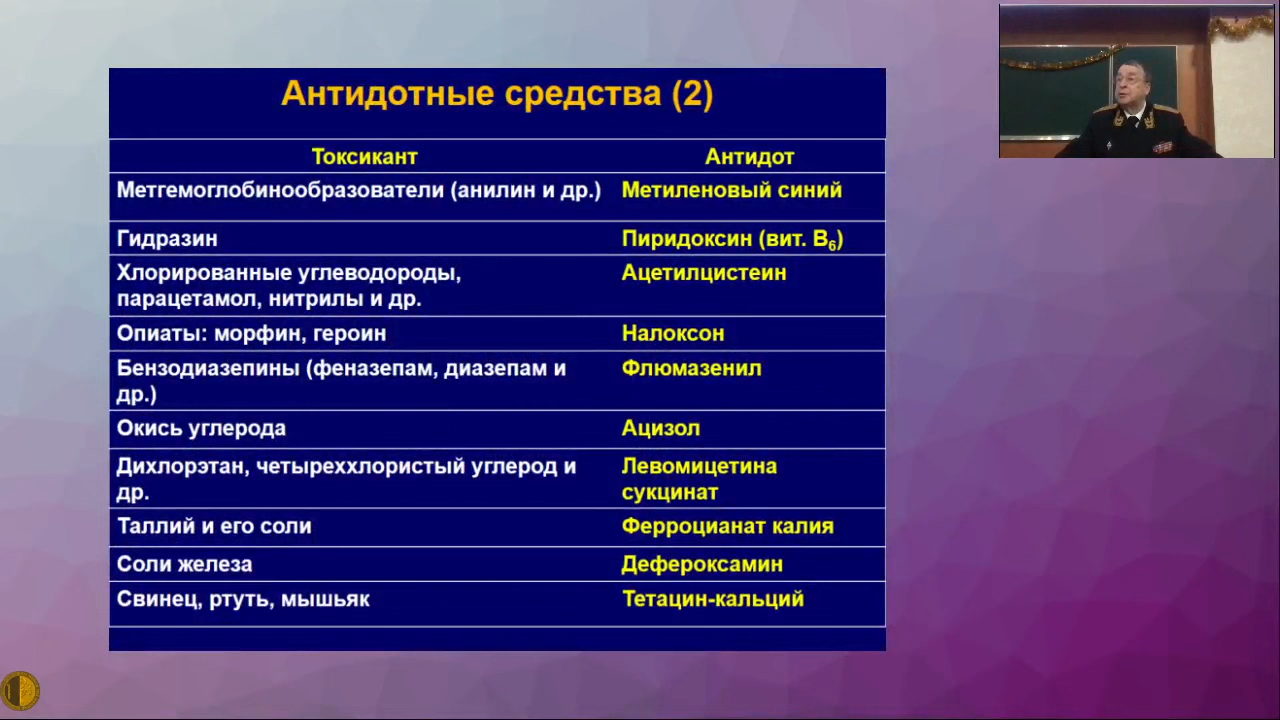 Антидотные средства (2)
Токсикант Антидот
Метгемоглобинообразователи (анилин и др.) Метиленовый синий
Гидразин Пиридоксин (вит. B6)
Хлорированные углеводороды, Ацетилцистеин
парацетамол, нитрилы и др.
Опиаты: морфин, героин Налоксон
Бензодиазепины (феназепам, диазепам и Флюмазенил
др.)
Окись углерода Ацизол
Дихлорэтан, четыреххлористый углерод и Левомицетина
др. сукцинат
Таллий и его соли Ферроцианат калия
Соли железа Дефероксамин
Свинец, ртуть, мышьяк Тетацин-кальций